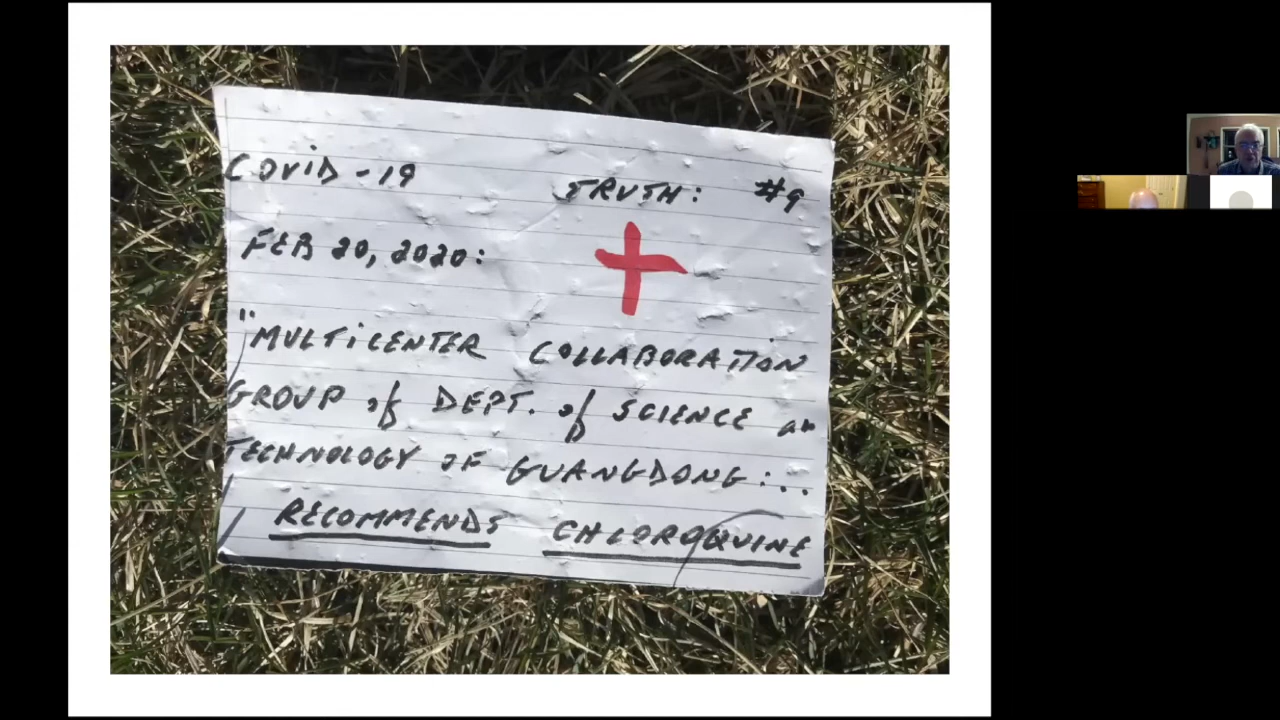 COVID-19 TRUTH: #9
FEB 20, 2020:
"MULTICENTER COLLABORATION
GROUP of DEPT. of SCIENCE an
TECHNOLOGY OF GUANGDONG:..
RECOMMENDS CHLOROQUINE